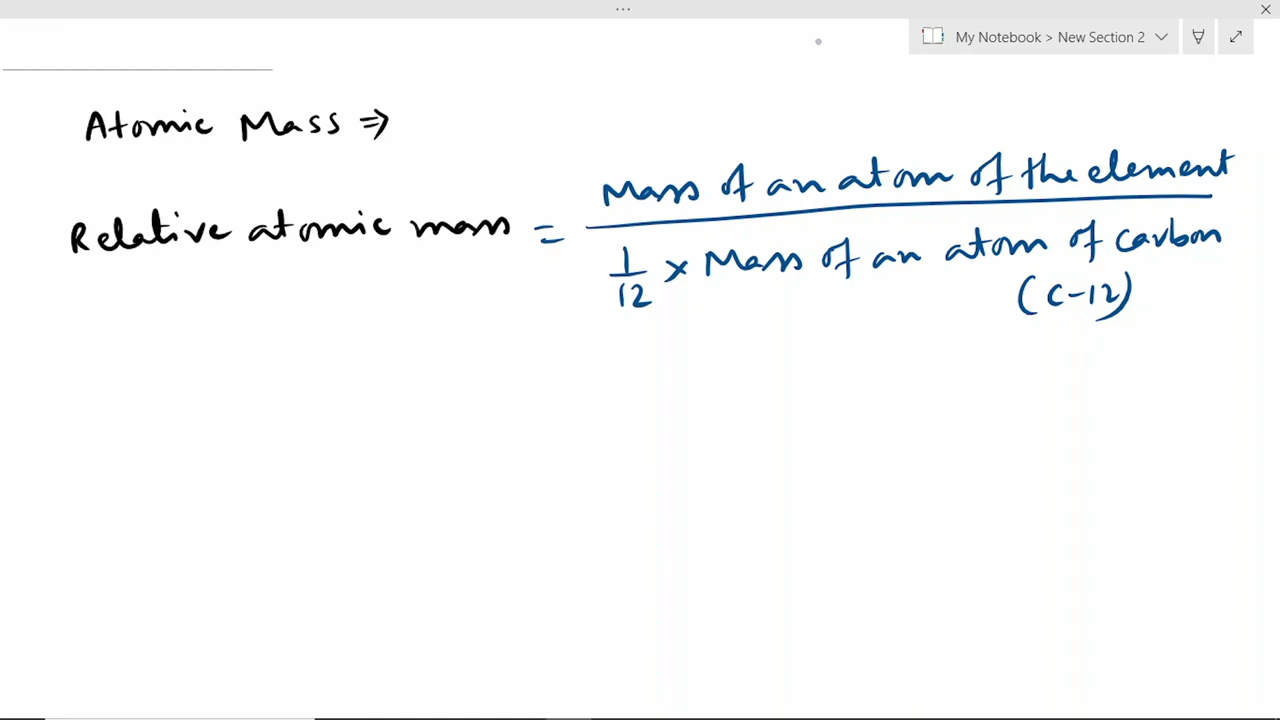 ...
My Notebook > New Section 2
Atomic Mass ⇒
Relative atomic mass =
Mass of an atom of the element
1/12 × Mass of an atom of carbon
(C-12)